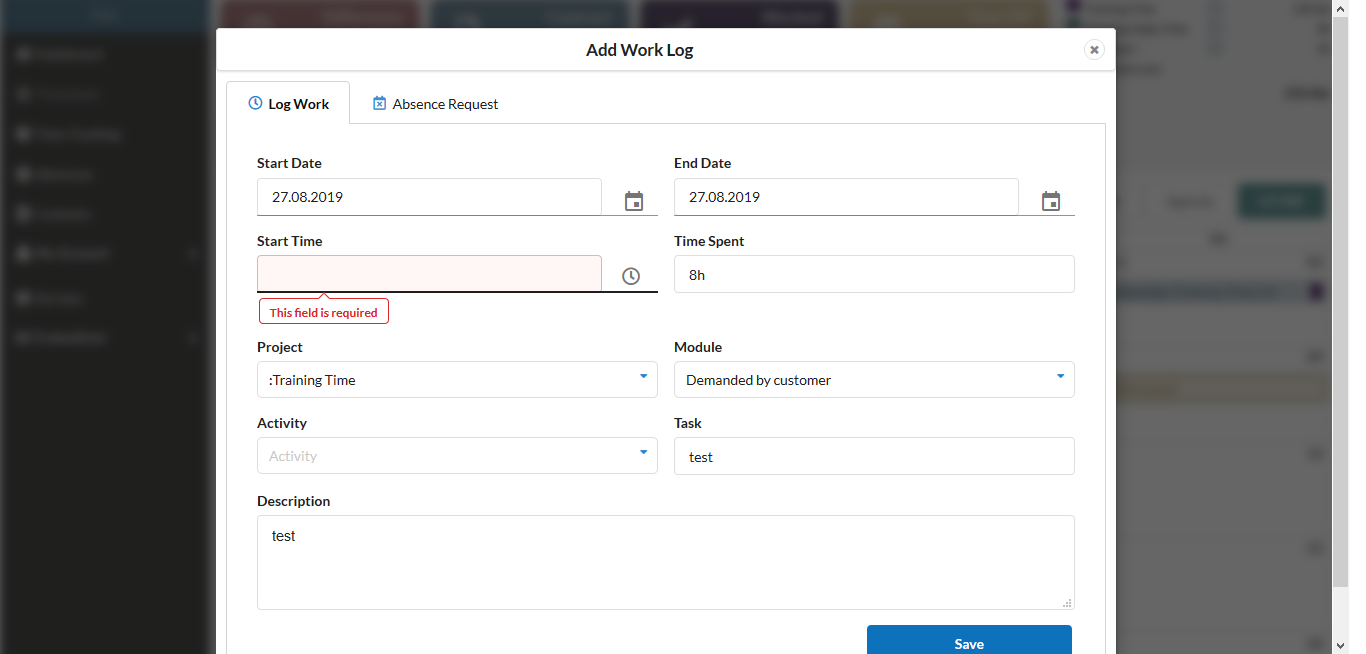 Add Work Log
Log Work
Absence Request
Start Date
End Date
27.08.2019
27.08.2019
Start Time
Time Spent
8h
This field is required
Project
Module
:Training Time
Demanded by customer
Activity
Task
Activity
test
Description
test
Save